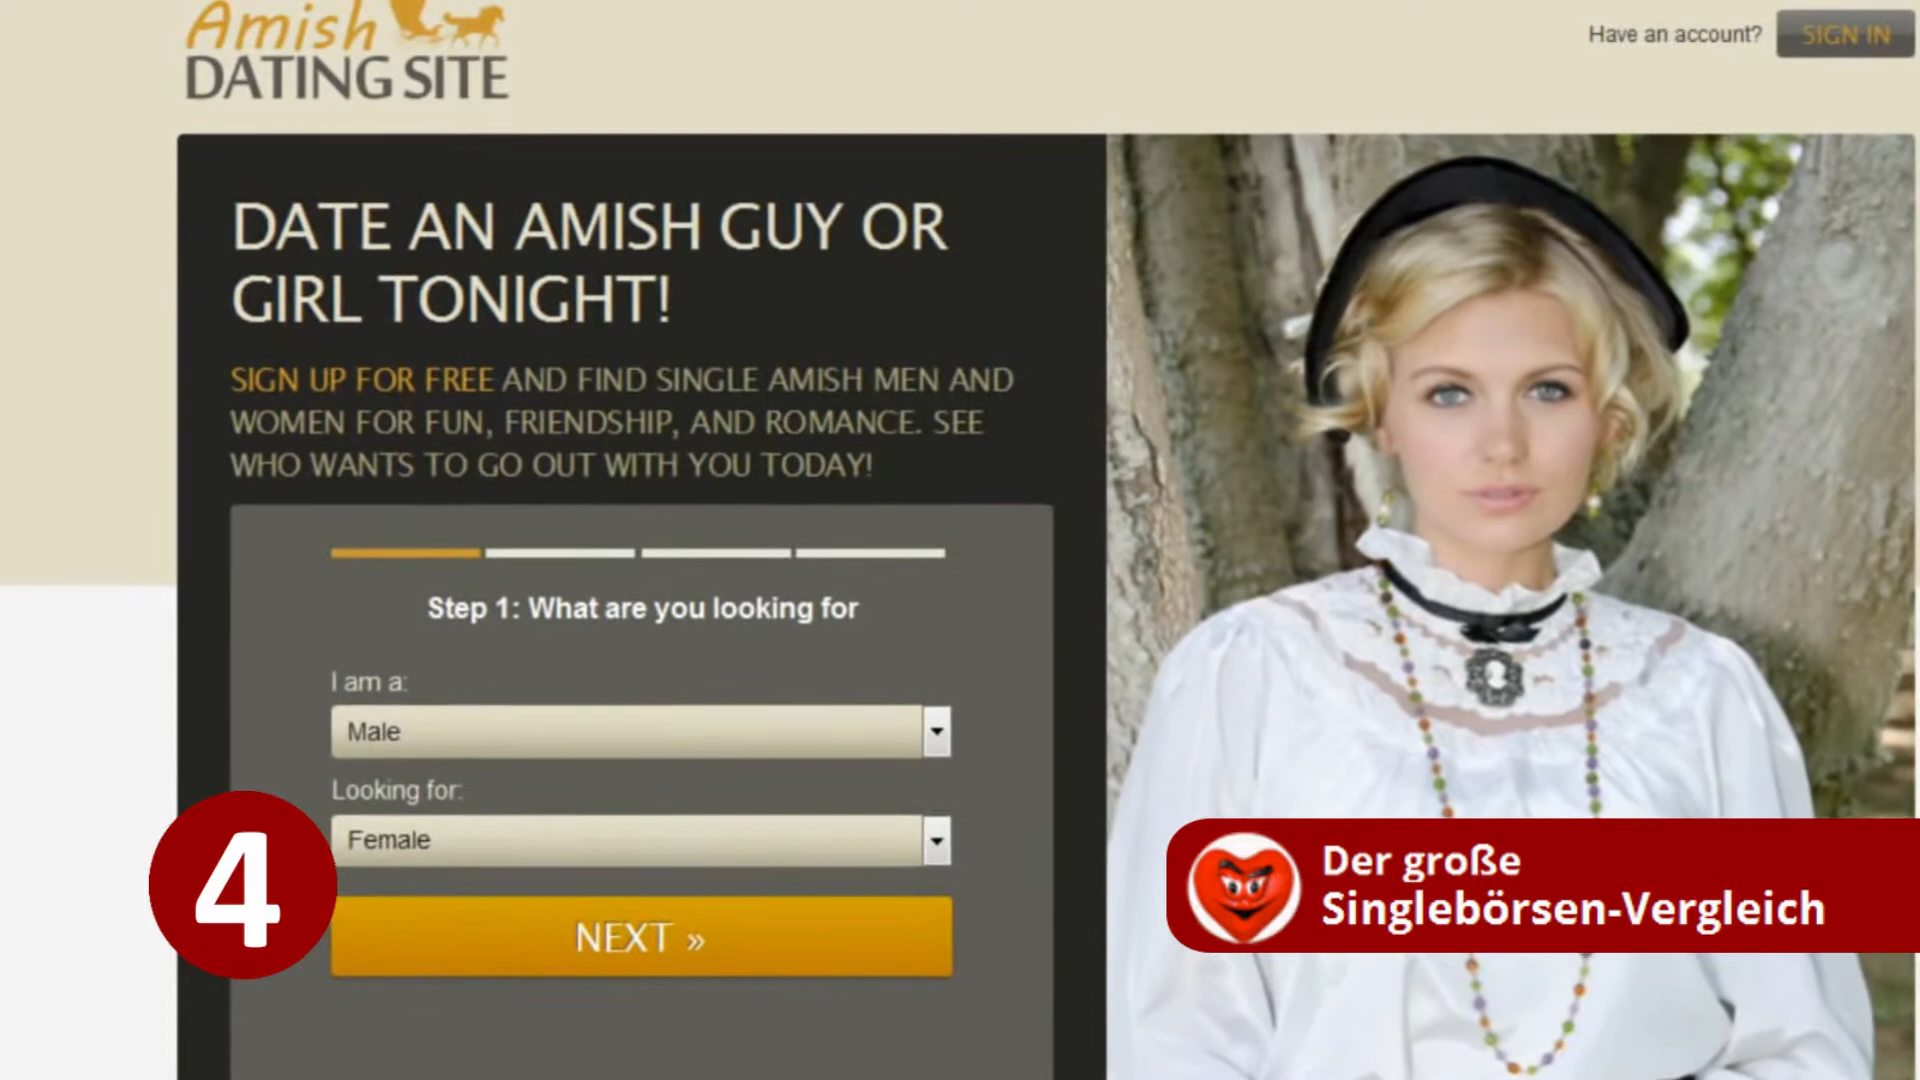 Amish
DATING SITE
Have an account?
SIGN IN
DATE AN AMISH GUY OR
GIRL TONIGHT!
SIGN UP FOR FREE AND FIND SINGLE AMISH MEN AND
WOMEN FOR FUN, FRIENDSHIP, AND ROMANCE. SEE
WHO WANTS TO GO OUT WITH YOU TODAY!
Step 1: What are you looking for
I am a:
Male
Looking for:
Female
NEXT »
4
Der große
Singlebörsen-Vergleich